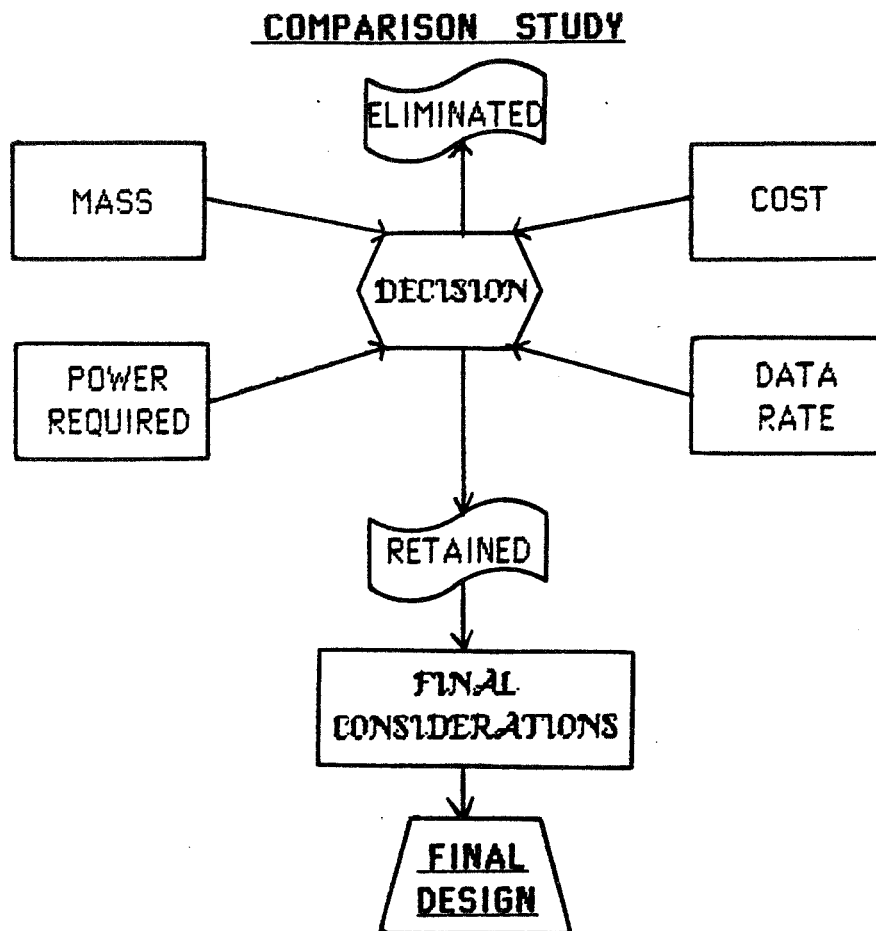 COMPARISON STUDY
ELIMINATED
MASS
COST
DECISION
POWER
REQUIRED
DATA
RATE
RETAINED
FINAL
CONSIDERATIONS
FINAL
DESIGN